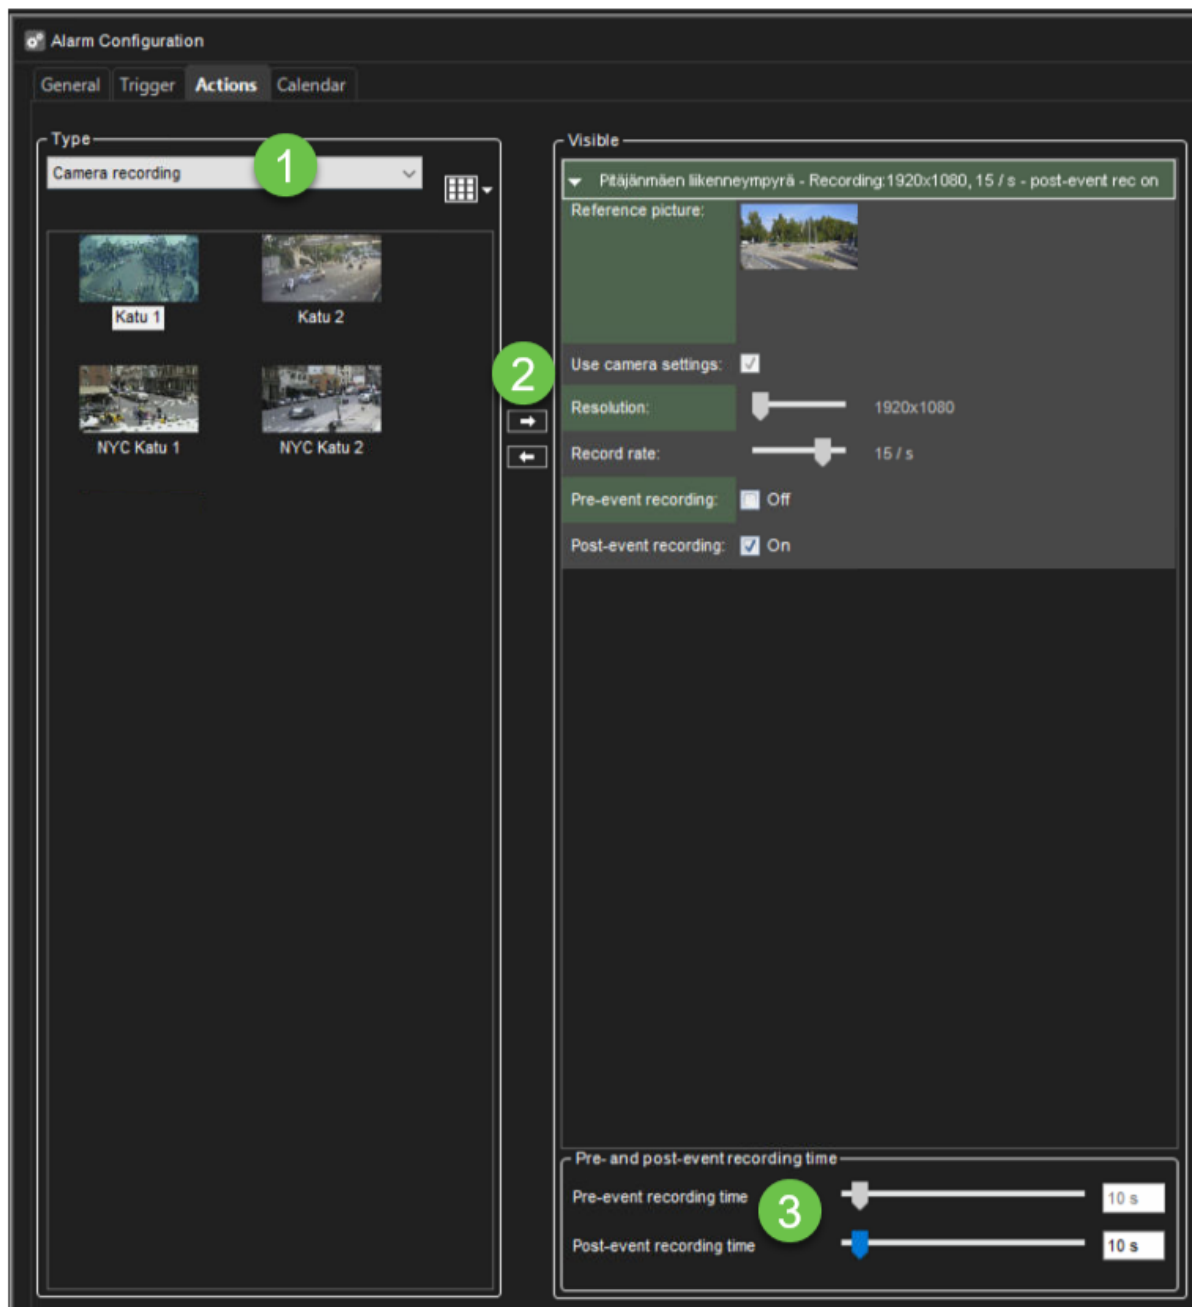 Alarm Configuration
General Trigger Actions Calendar
Type
Camera recording
1
Katu 1 Katu 2
NYC Katu 1 NYC Katu 2
2
Visible
Pitäjänmäen liikenneympyrä - Recording:1920x1080, 15 / s - post-event rec on
Reference picture:
Use camera settings:
Resolution: 1920x1080
Record rate: 15 / s
Pre-event recording: Off
Post-event recording: On
Pre- and post-event recording time
Pre-event recording time 10 s
3
Post-event recording time 10 s